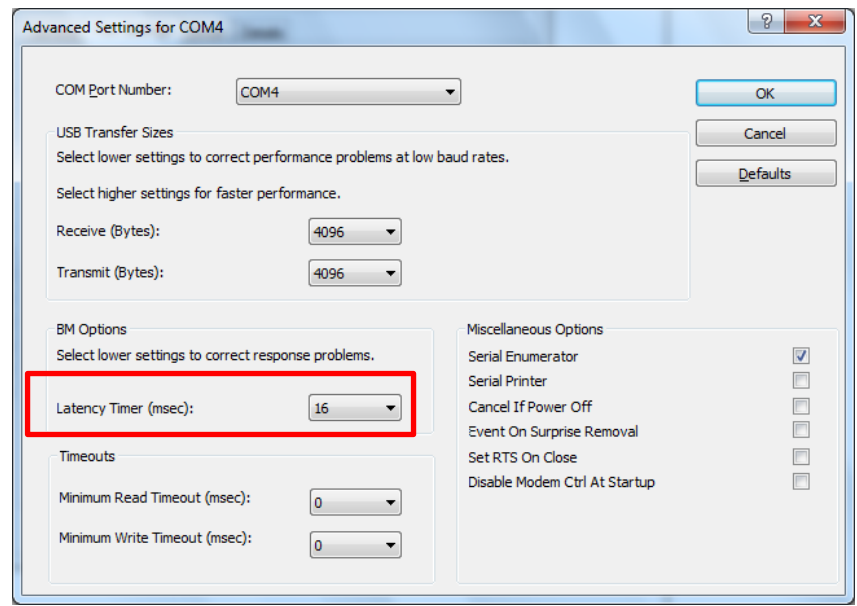 Advanced Settings for COM4
?
X
COM Port Number:
COM4
OK
USB Transfer Sizes
Cancel
Select lower settings to correct performance problems at low baud rates.
Defaults
Select higher settings for faster performance.
Receive (Bytes):
4096
Transmit (Bytes):
4096
BM Options
Select lower settings to correct response problems.
Latency Timer (msec):
16
Timeouts
Minimum Read Timeout (msec):
0
Minimum Write Timeout (msec):
0
Miscellaneous Options
Serial Enumerator
Serial Printer
Cancel If Power Off
Event On Surprise Removal
Set RTS On Close
Disable Modem Ctrl At Startup